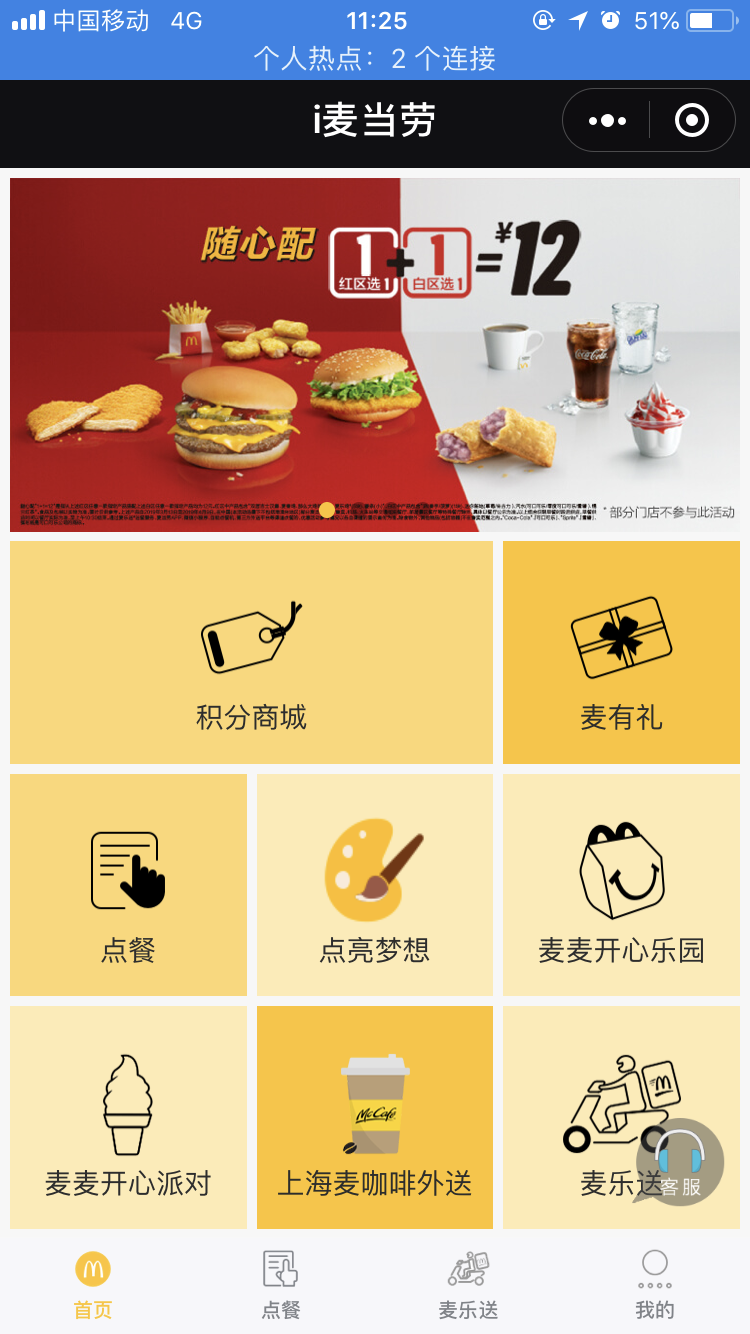 中国移动 4G 11:25 51%
个人热点：2 个连接
i麦当劳
随心配 1 + 1 =¥12
红区选1 白区选1
Coca-Cola
*部分门店不参与此活动
积分商城
麦有礼
点餐
点亮梦想
麦麦开心乐园
McCafé
麦麦开心派对
上海麦咖啡外送
麦乐送
客服
首页
点餐
麦乐送
我的